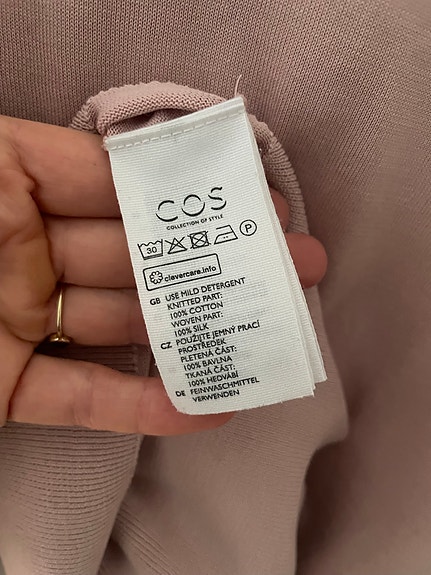 COS
COLLECTION OF STYLE
30 P
clevercare.info
GB USE MILD DETERGENT
KNITTED PART:
100% COTTON
WOVEN PART:
100% SILK
CZ POUŽIJTE JEMNÝ PRACÍ
PROSTŘEDEK
PLETENÁ ČÁST:
100% BAVLNA
TKANÁ ČÁST:
100% HEDVÁBÍ
DE FEINWASCHMITTEL
VERWENDEN